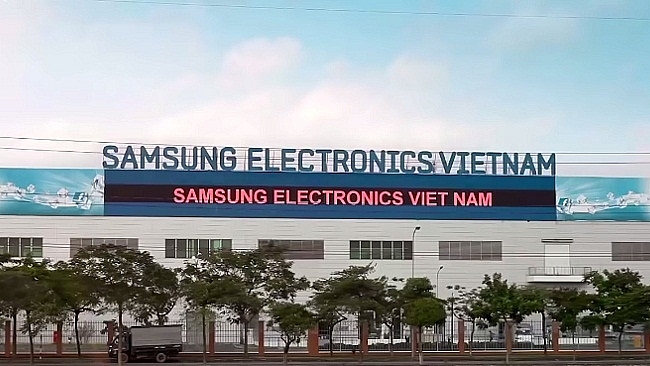 SAMSUNG ELECTRONICS VIETNAM
SAMSUNG ELECTRONICS VIET NAM